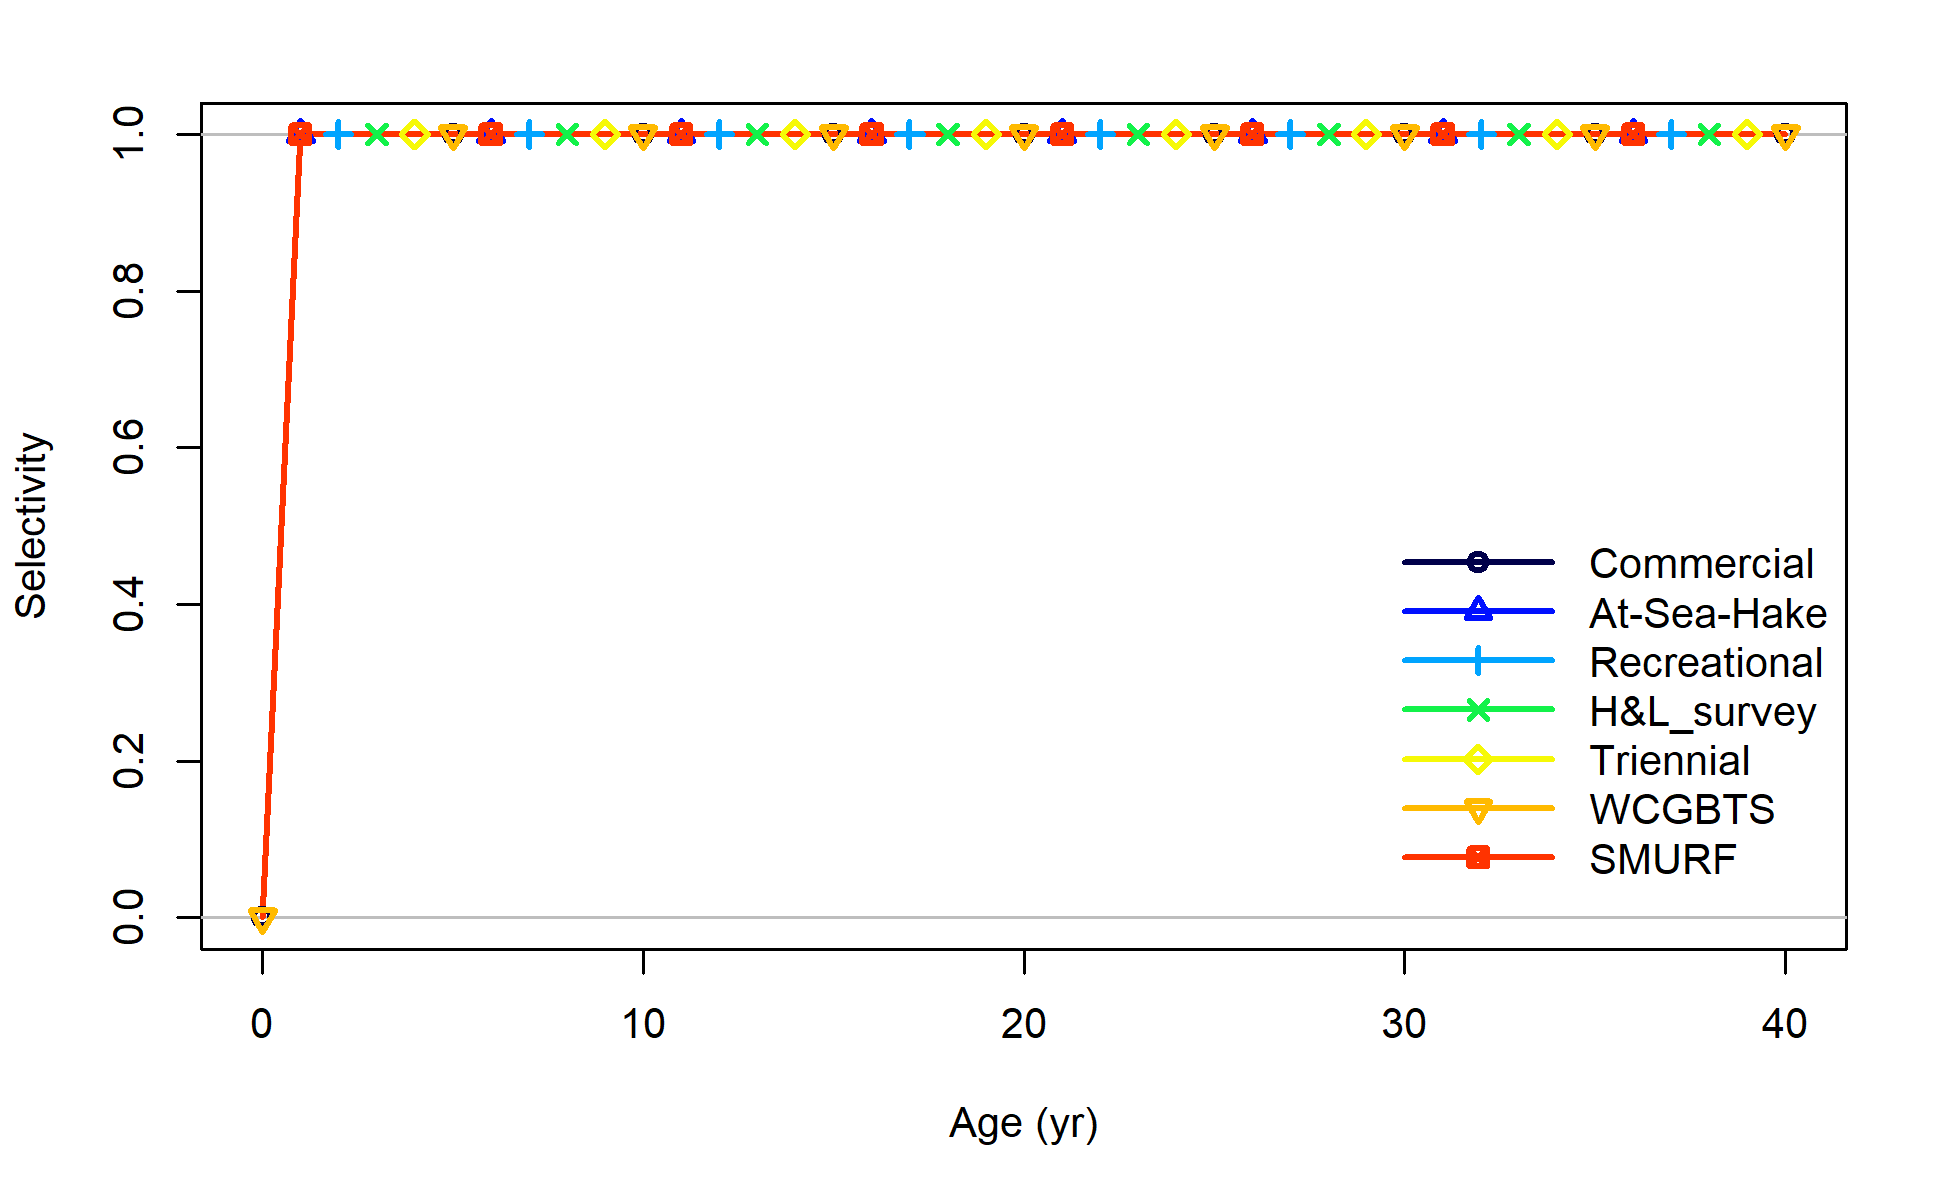 Selectivity
1.0
0.8
0.6
0.4
0.2
0.0
Commercial
At-Sea-Hake
Recreational
H&L_survey
Triennial
WCGBTS
SMURF
0 10 20 30 40
Age (yr)